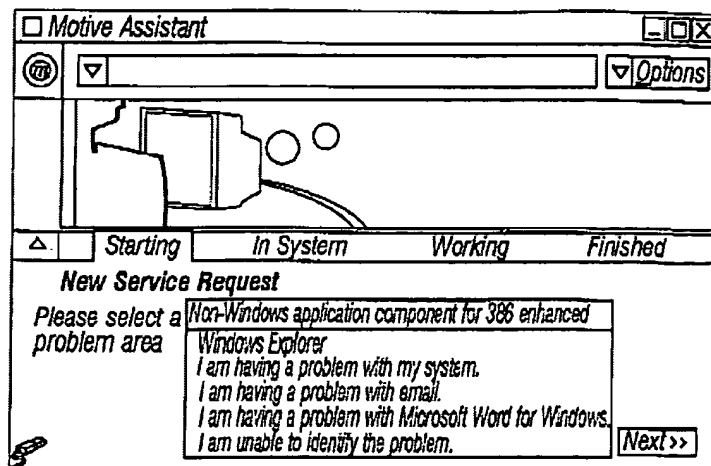 Motive Assistant
m
Options
Starting In System Working Finished
New Service Request
Please select a
problem area
Non-Windows application component for 386 enhanced
Windows Explorer
I am having a problem with my system.
I am having a problem with email.
I am having a problem with Microsoft Word for Windows.
I am unable to identify the problem.
Next >>